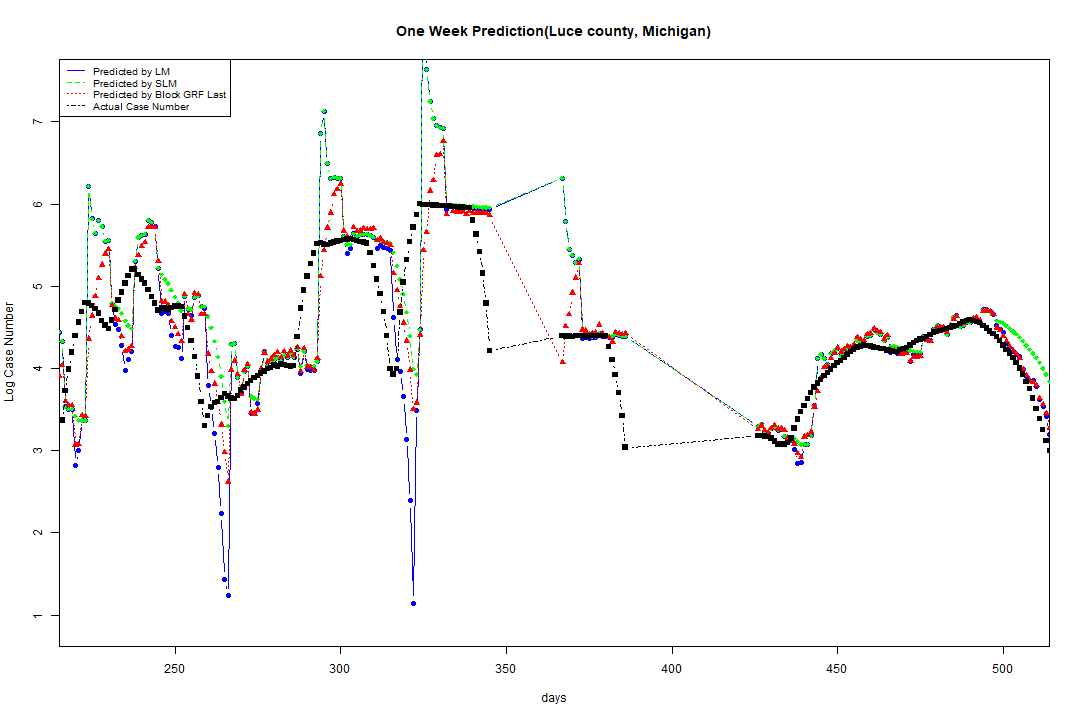 One Week Prediction(Luce county, Michigan)
Predicted by LM
Predicted by SLM
Predicted by Block GRF Last
Actual Case Number
7
6
5
4
3
2
1
Log Case Number
250 300 350 400 450 500
days